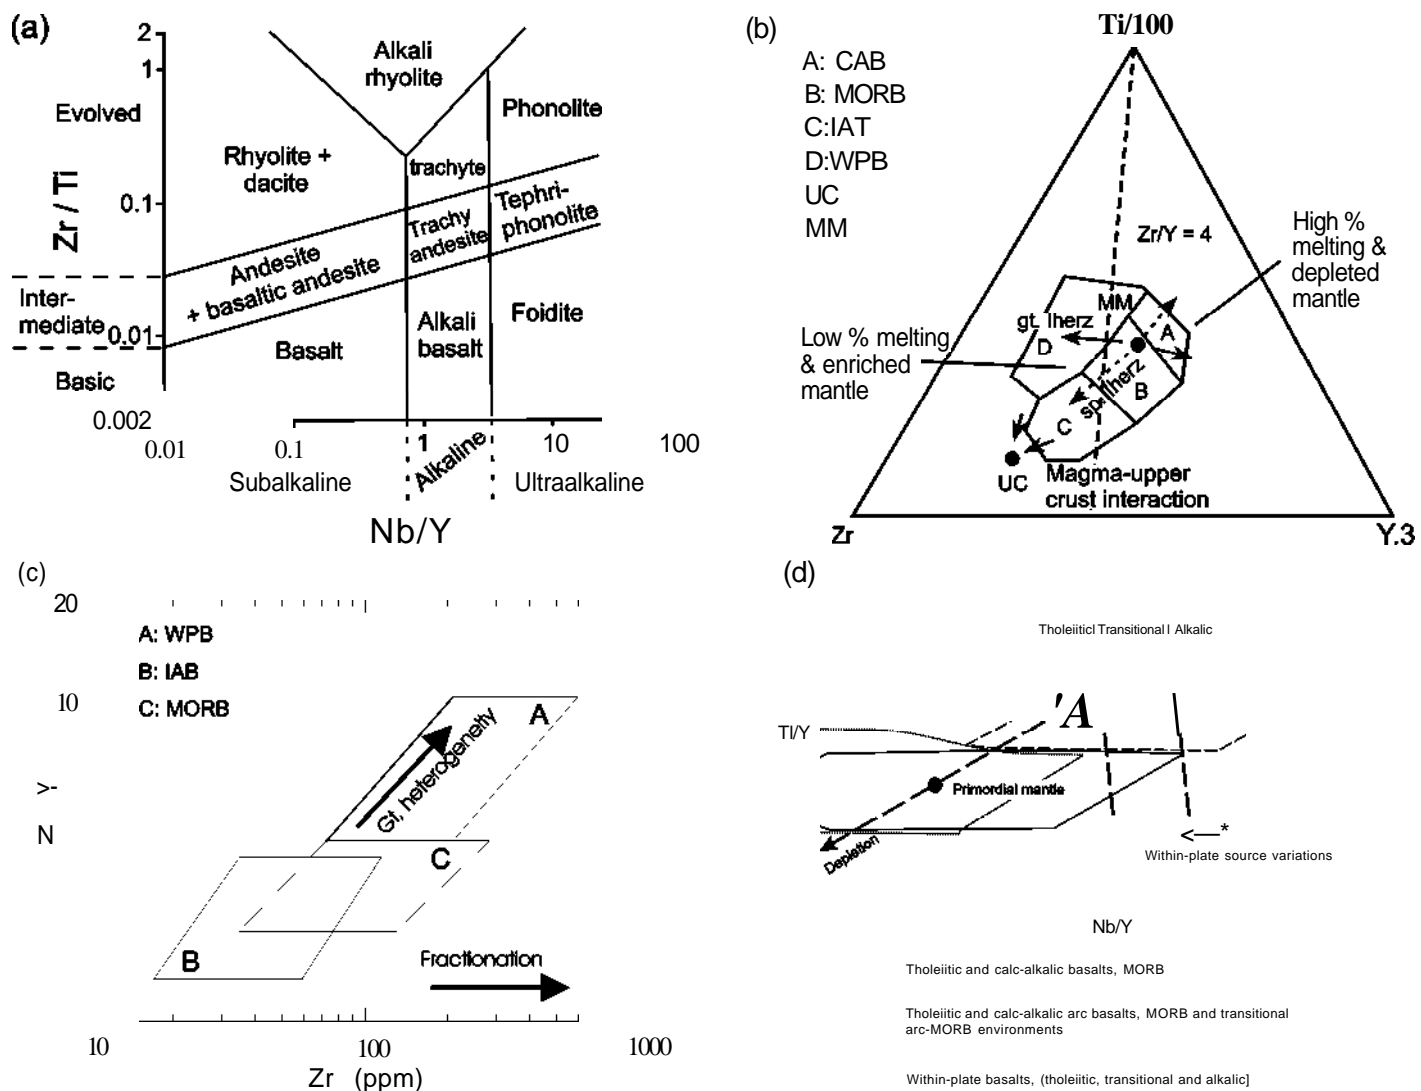 (a)
2
1
0.1
0.01
0.002
Zr / Ti
Evolved
Inter-
mediate
Basic
Alkali
rhyolite
Phonolite
Rhyolite +
dacite
trachyte
Tephri-
phonolite
Trachy
andesite
Andesite
+ basaltic andesite
Basalt
Alkali
basalt
Foidite
0.01
0.1
1
10
100
Subalkaline
Alkaline
Ultraalkaline
Nb/Y
(b)
Ti/100
A: CAB
B: MORB
C:IAT
D:WPB
UC
MM
Zr/Y = 4
High %
melting &
depleted
mantle
Low % melting
& enriched
mantle
MM
gt. lherz
A
D
sp. lherz
B
C
UC
Magma-upper
crust interaction
Zr
Y.3
(c)
20
10
A: WPB
B: IAB
C: MORB
A
Gt, heterogeneity
C
B
Fractionation
>-
N
10
100
1000
Zr (ppm)
(d)
Tholeiiticl Transitional l Alkalic
'A
Tl/Y
Primordial mantle
Depletion
<—*
Within-plate source variations
Nb/Y
Tholeiitic and calc-alkalic basalts, MORB
Tholeiitic and calc-alkalic arc basalts, MORB and transitional
arc-MORB environments
Within-plate basalts, (tholeiitic, transitional and alkalic]